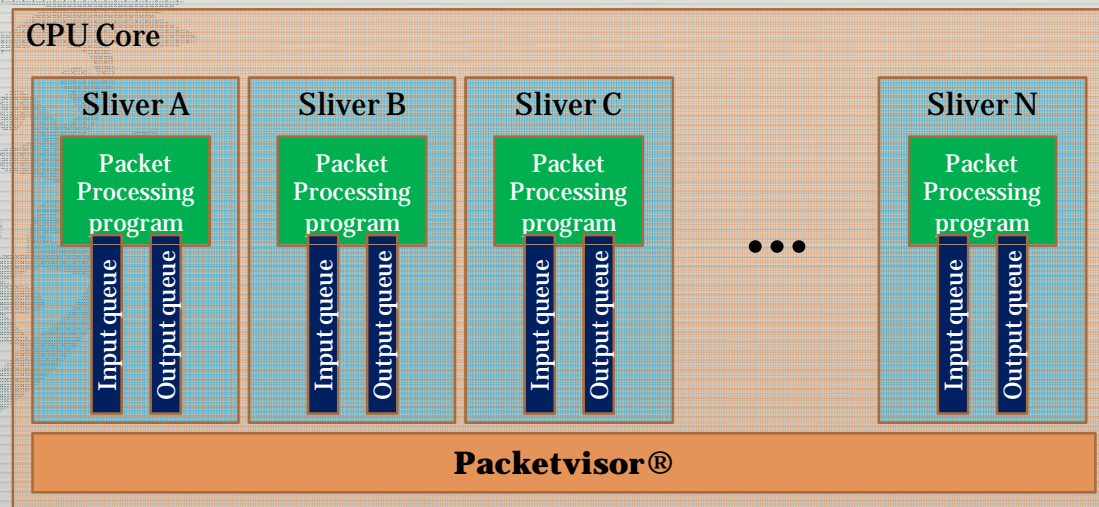 CPU Core
Sliver A
Packet
Processing
program
Input queue
Output queue
Sliver B
Packet
Processing
program
Input queue
Output queue
Sliver C
Packet
Processing
program
Input queue
Output queue
•••
Sliver N
Packet
Processing
program
Input queue
Output queue
Packetvisor®